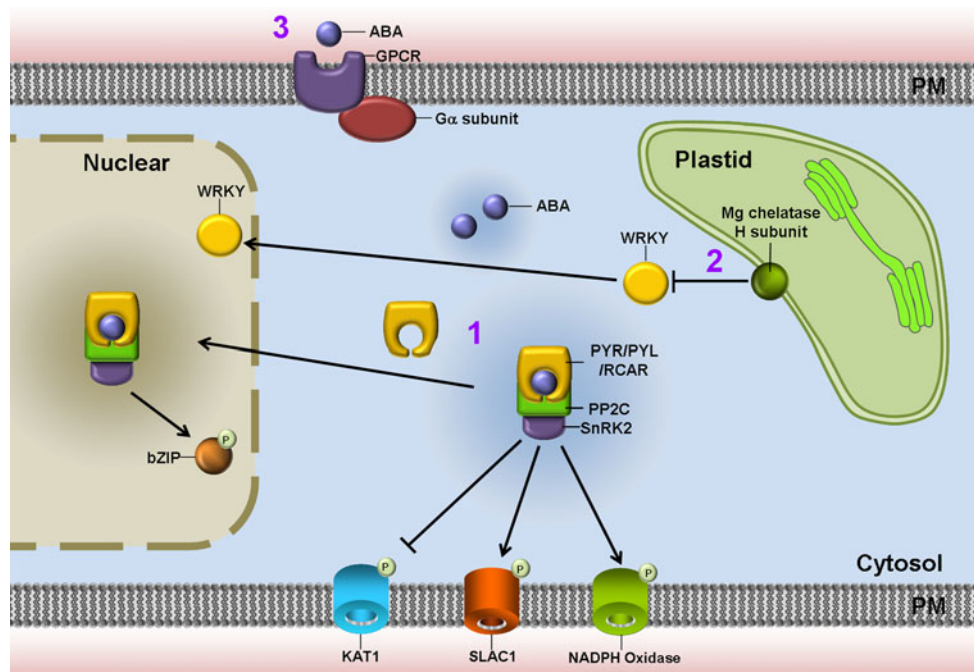 3
ABA
GPCR
PM
Gα subunit
Nuclear
Plastid
WRKY
ABA
Mg chelatase
H subunit
WRKY
2
1
PYR/PYL
/RCAR
PP2C
SnRK2
P
bZIP
Cytosol
P
P
P
PM
KAT1
SLAC1
NADPH Oxidase